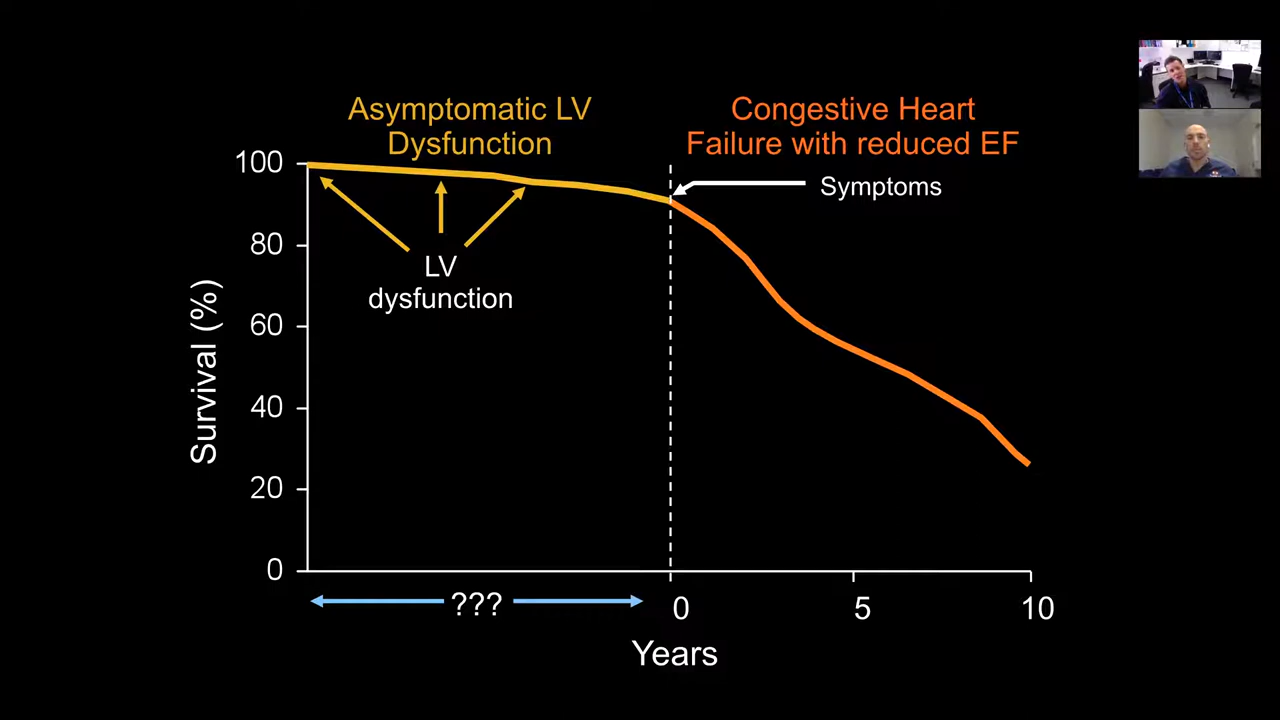 Asymptomatic LV
Dysfunction
Congestive Heart
Failure with reduced EF
Symptoms
LV
dysfunction
Survival (%)
100
80
60
40
20
0
???
0
5
10
Years